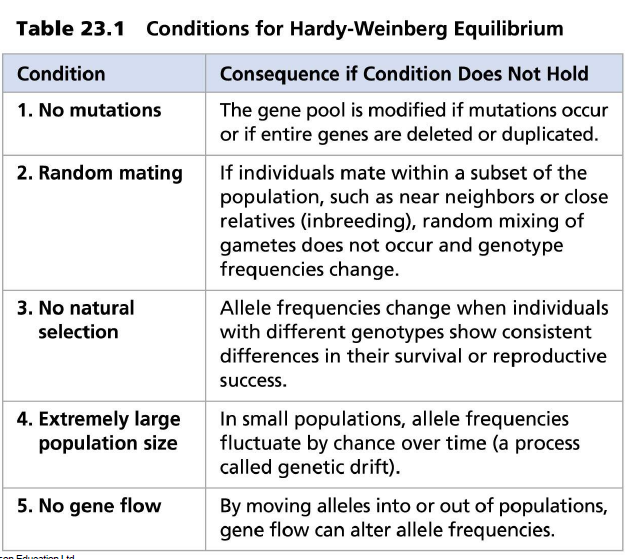 Table 23.1 Conditions for Hardy-Weinberg Equilibrium
Condition
Consequence if Condition Does Not Hold
1. No mutations
The gene pool is modified if mutations occur
or if entire genes are deleted or duplicated.
2. Random mating
If individuals mate within a subset of the
population, such as near neighbors or close
relatives (inbreeding), random mixing of
gametes does not occur and genotype
frequencies change.
3. No natural
selection
Allele frequencies change when individuals
with different genotypes show consistent
differences in their survival or reproductive
success.
4. Extremely large
population size
In small populations, allele frequencies
fluctuate by chance over time (a process
called genetic drift).
5. No gene flow
By moving alleles into or out of populations,
gene flow can alter allele frequencies.
Education Ltd